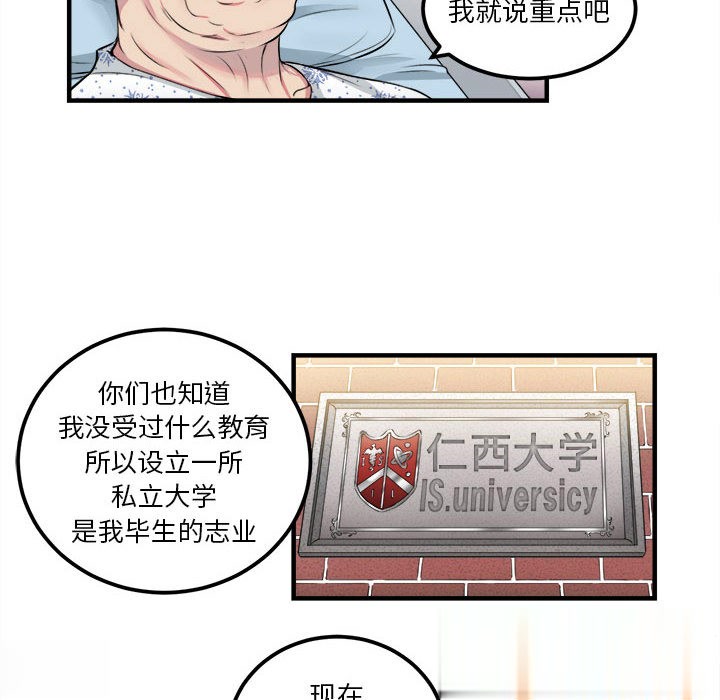 我就说重点吧
你们也知道
我没受过什么教育
所以设立一所
私立大学
是我毕生的志业
仁西大学
IS.universicy
现在